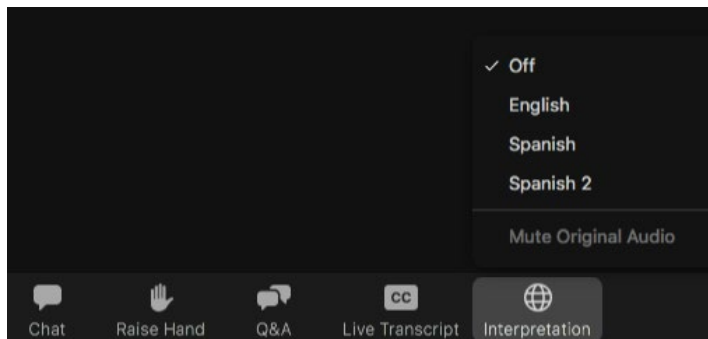 Off
English
Spanish
Spanish 2
Mute Original Audio
Chat Raise Hand Q&A CC Live Transcript Interpretation